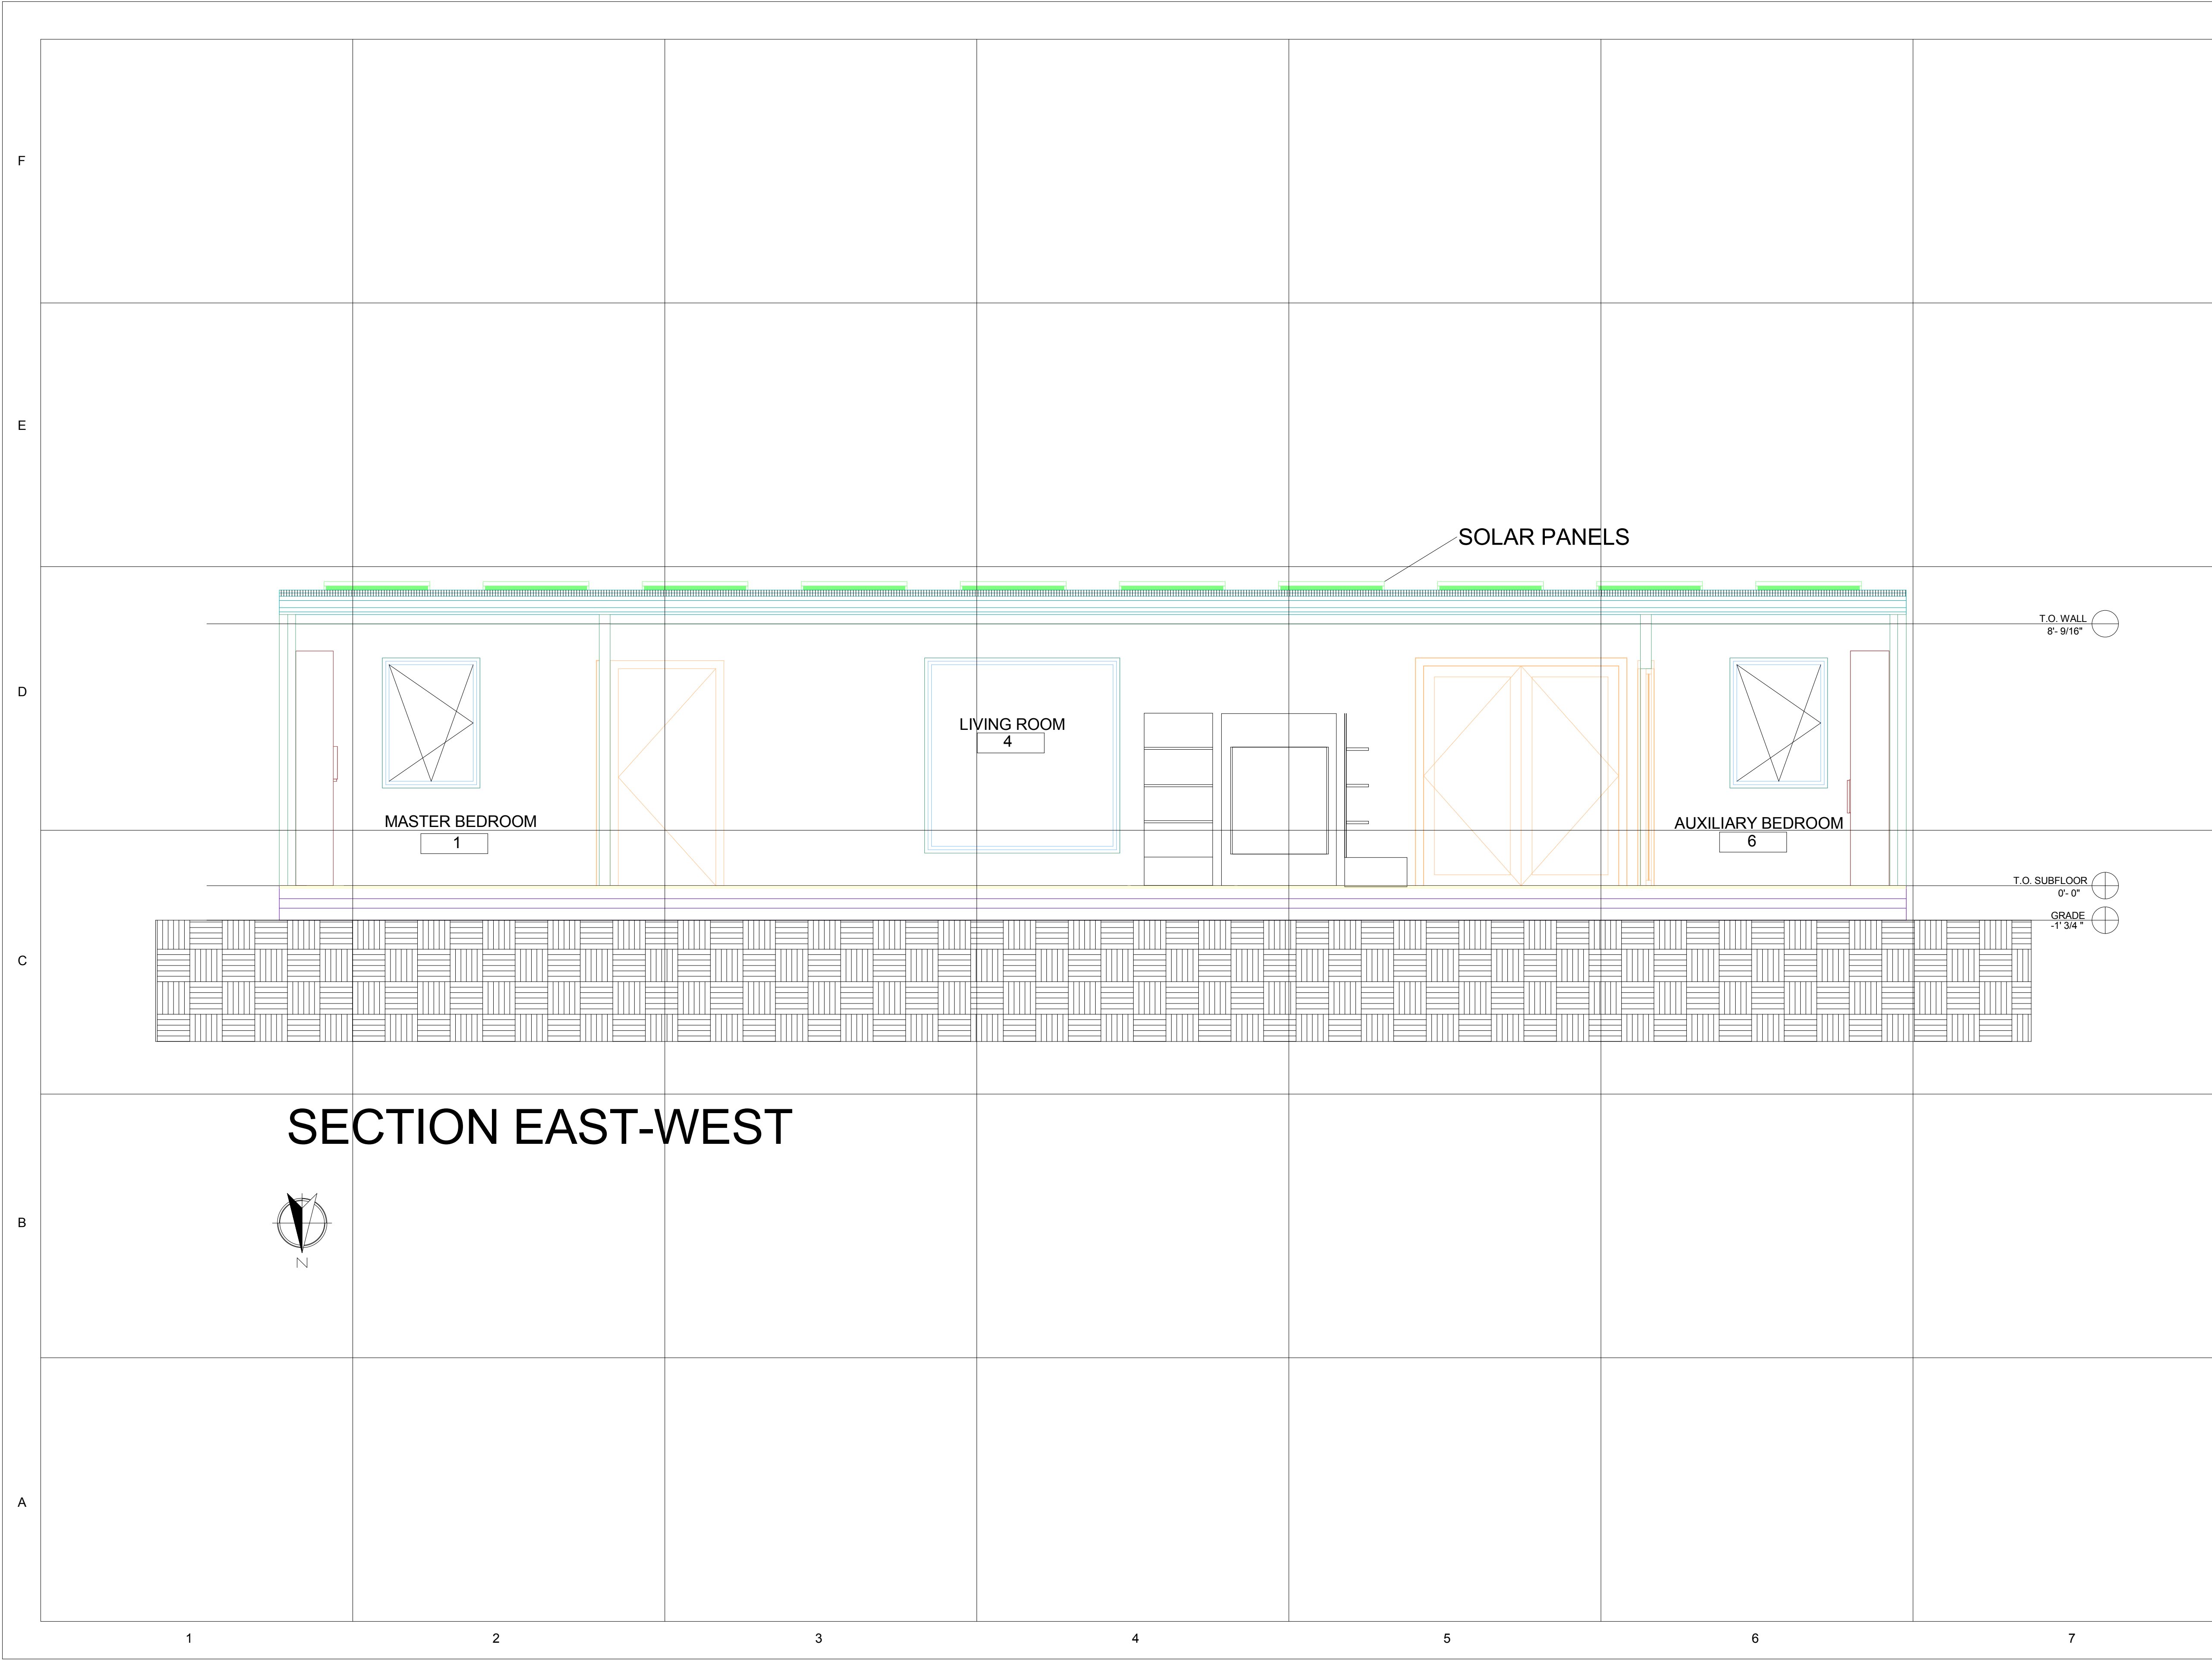 F
E
SOLAR PANELS
T.O. WALL
8'- 9/16"
D
LIVING ROOM
4
MASTER BEDROOM
1
AUXILIARY BEDROOM
6
T.O. SUBFLOOR
0'- 0"
GRADE
-1' 3/4 "
C
SECTION EAST-WEST
B
N
A
1 2 3 4 5 6 7